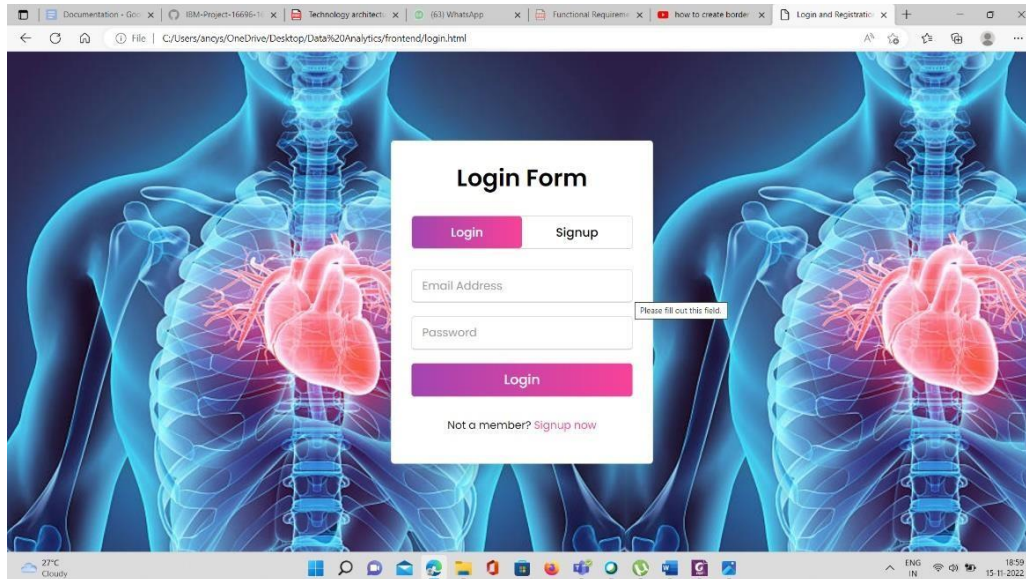 Documentation - Goo
IBM-Project-16696-16
Technology architectu
(63) WhatsApp
Functional Requireme
how to create border
Login and Registration
File
C:/Users/ancys/OneDrive/Desktop/Data%20Analytics/frontend/login.html
Login Form
Login
Signup
Email Address
Please fill out this field.
Password
Login
Not a member? Signup now
27°C
Cloudy
ENG
IN
18:59
15-11-2022